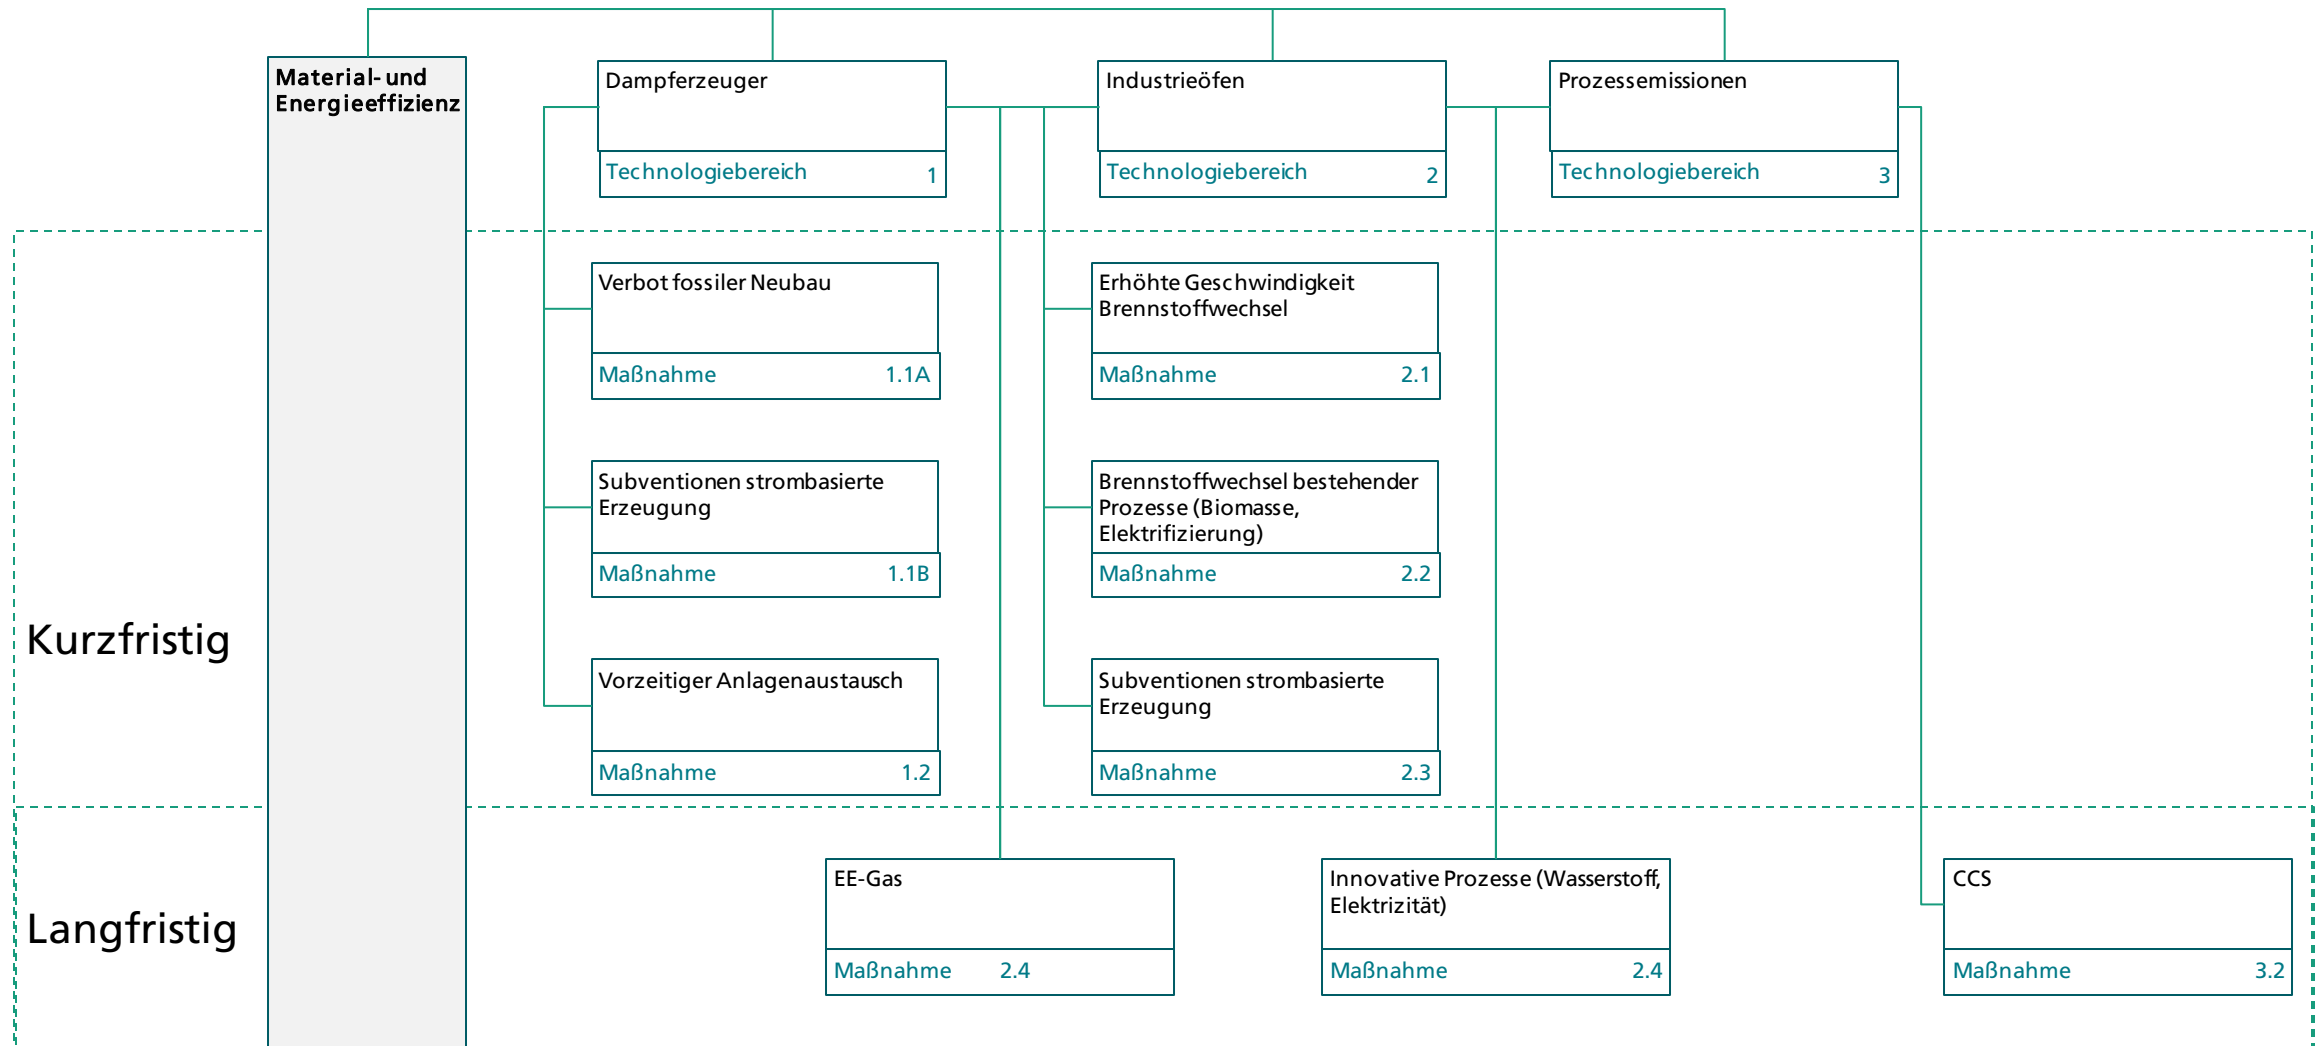 Material- und
Energieeffizienz
Dampferzeuger
Technologiebereich 1
Industrieöfen
Technologiebereich 2
Prozessemissionen
Technologiebereich 3
Kurzfristig
Verbot fossiler Neubau
Maßnahme 1.1A
Erhöhte Geschwindigkeit
Brennstoffwechsel
Maßnahme 2.1
Subventionen strombasierte
Erzeugung
Maßnahme 1.1B
Brennstoffwechsel bestehender
Prozesse (Biomasse,
Elektrifizierung)
Maßnahme 2.2
Vorzeitiger Anlagenaustausch
Maßnahme 1.2
Subventionen strombasierte
Erzeugung
Maßnahme 2.3
Langfristig
EE-Gas
Maßnahme 2.4
Innovative Prozesse (Wasserstoff,
Elektrizität)
Maßnahme 2.4
CCS
Maßnahme 3.2